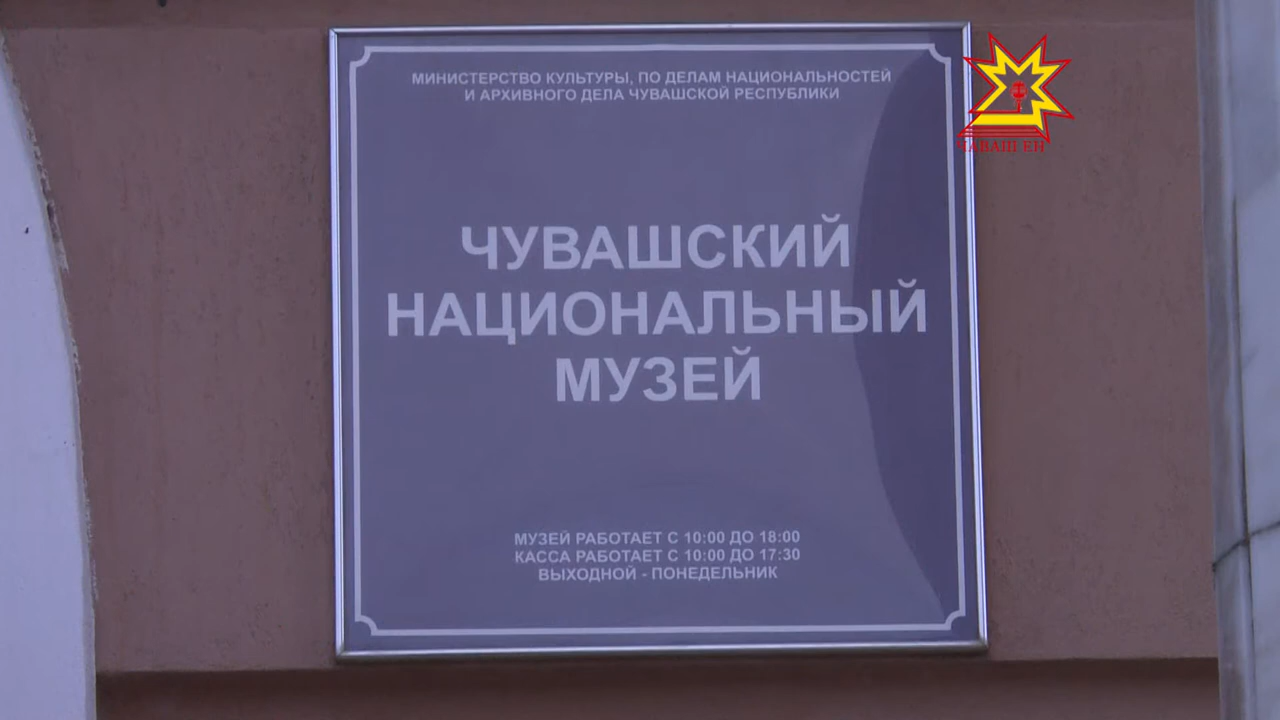 МИНИСТЕРСТВО КУЛЬТУРЫ, ПО ДЕЛАМ НАЦИОНАЛЬНОСТЕЙ
И АРХИВНОГО ДЕЛА ЧУВАШСКОЙ РЕСПУБЛИКИ
ЧӐВАШ ЕН
ЧУВАШСКИЙ
НАЦИОНАЛЬНЫЙ
МУЗЕЙ
МУЗЕЙ РАБОТАЕТ С 10:00 ДО 18:00
КАССА РАБОТАЕТ С 10:00 ДО 17:30
ВЫХОДНОЙ - ПОНЕДЕЛЬНИК